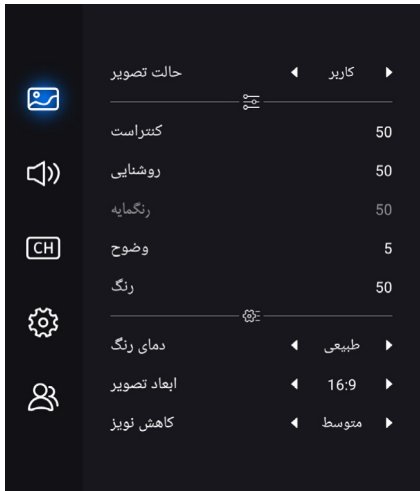 حالت تصویر کاربر
کنتراست 50
روشنایی 50
رنگمایه 50
وضوح 5
رنگ 50
CH
دمای رنگ طبیعی
ابعاد تصویر 16:9
کاهش نویز متوسط